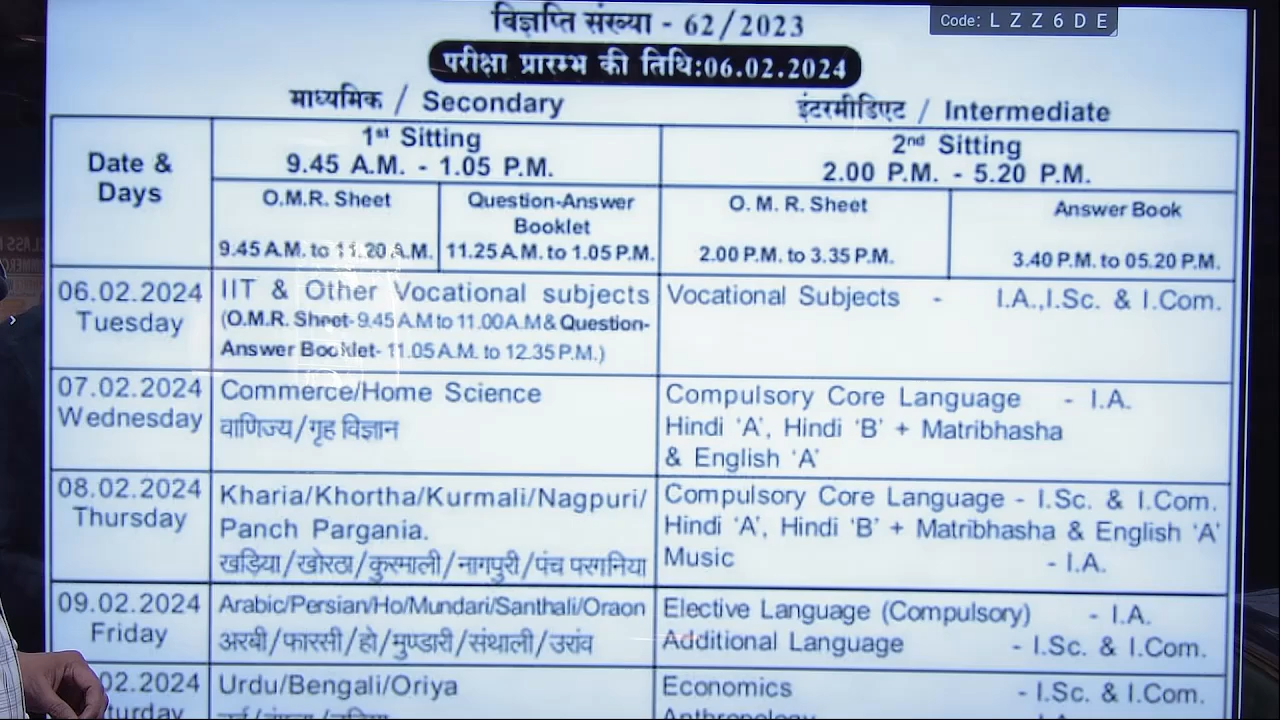 विज्ञप्ति संख्या - 62/2023
Code: L Z Z 6 D E
परीक्षा प्रारम्भ की तिथि:06.02.2024
माध्यमिक / Secondary
इंटरमीडिएट / Intermediate
Date & Days
1st Sitting
9.45 A.M. - 1.05 P.M.
2nd Sitting
2.00 P.M. - 5.20 P.M.
O.M.R. Sheet
9.45 A.M. to 11.20 A.M.
Question-Answer
Booklet
11.25 A.M. to 1.05 P.M.
O. M. R. Sheet
2.00 P.M. to 3.35 P.M.
Answer Book
3.40 P.M. to 05.20 P.M.
06.02.2024
Tuesday
IIT & Other Vocational subjects
(O.M.R. Sheet- 9.45 A.M to 11.00A.M & Question-
Answer Booklet- 11.05 A.M. to 12.35 P.M.)
Vocational Subjects - I.A.,I.Sc. & I.Com.
07.02.2024
Wednesday
Commerce/Home Science
वाणिज्य/गृह विज्ञान
Compulsory Core Language - I.A.
Hindi ‘A’, Hindi ‘B’ + Matribhasha
& English ‘A’
08.02.2024
Thursday
Kharia/Khortha/Kurmali/Nagpuri/
Panch Pargania.
खड़िया/खोरठा/कुरमाली/नागपुरी/पंच परगनिया
Compulsory Core Language - I.Sc. & I.Com.
Hindi ‘A’, Hindi ‘B’ + Matribhasha & English ‘A’
Music - I.A.
09.02.2024
Friday
Arabic/Persian/Ho/Mundari/Santhali/Oraon
अरबी/फारसी/हो/मुण्डारी/संथाली/उरांव
Elective Language (Compulsory) - I.A.
Additional Language - I.Sc. & I.Com.
02.2024
Urdu/Bengali/Oriya
Economics - I.Sc. & I.Com.
Anthropology